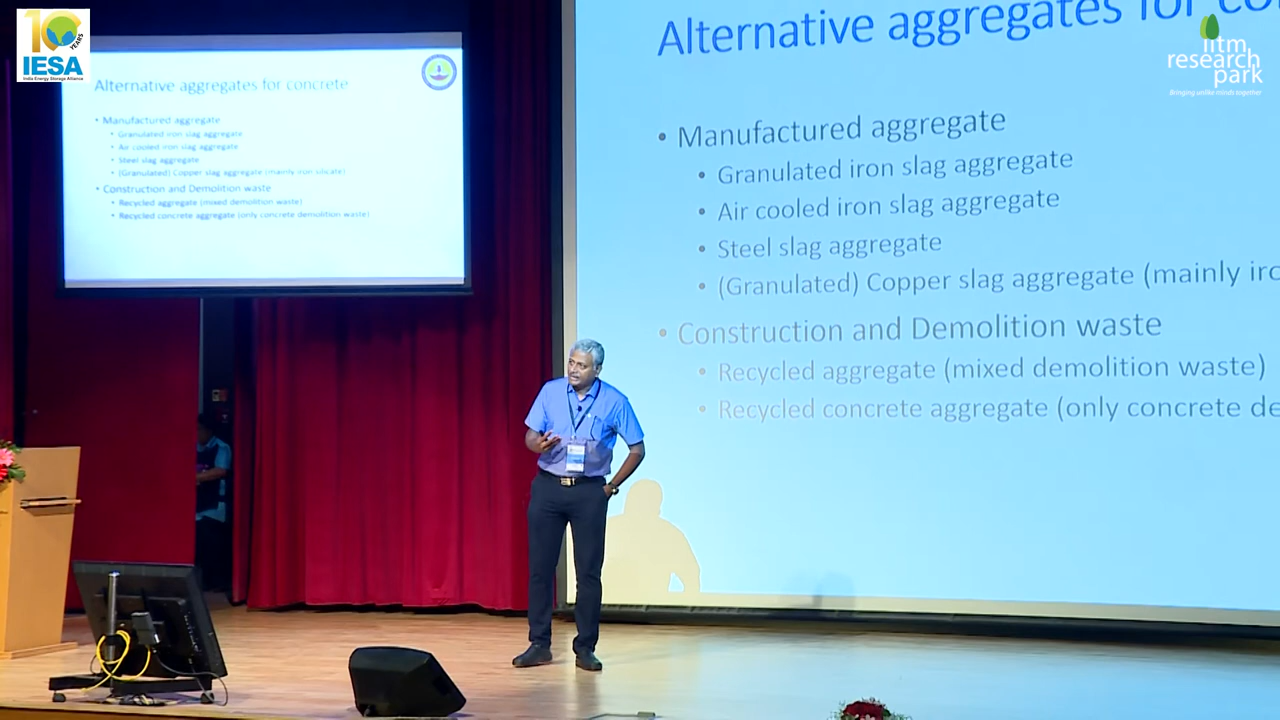 10 YEARS
IESA
India Energy Storage Alliance
Alternative aggregates for concrete
• Manufactured aggregate
• Granulated iron slag aggregate
• Air cooled iron slag aggregate
• Steel slag aggregate
• (Granulated) Copper slag aggregate (mainly iron silicate)
• Construction and Demolition waste
• Recycled aggregate (mixed demolition waste)
• Recycled concrete aggregate (only concrete demolition waste)
Alternative aggregates for co
• Manufactured aggregate
• Granulated iron slag aggregate
• Air cooled iron slag aggregate
• Steel slag aggregate
• (Granulated) Copper slag aggregate (mainly iro
• Construction and Demolition waste
• Recycled aggregate (mixed demolition waste)
• Recycled concrete aggregate (only concrete de
iitm
research
park
Bringing unlike minds together